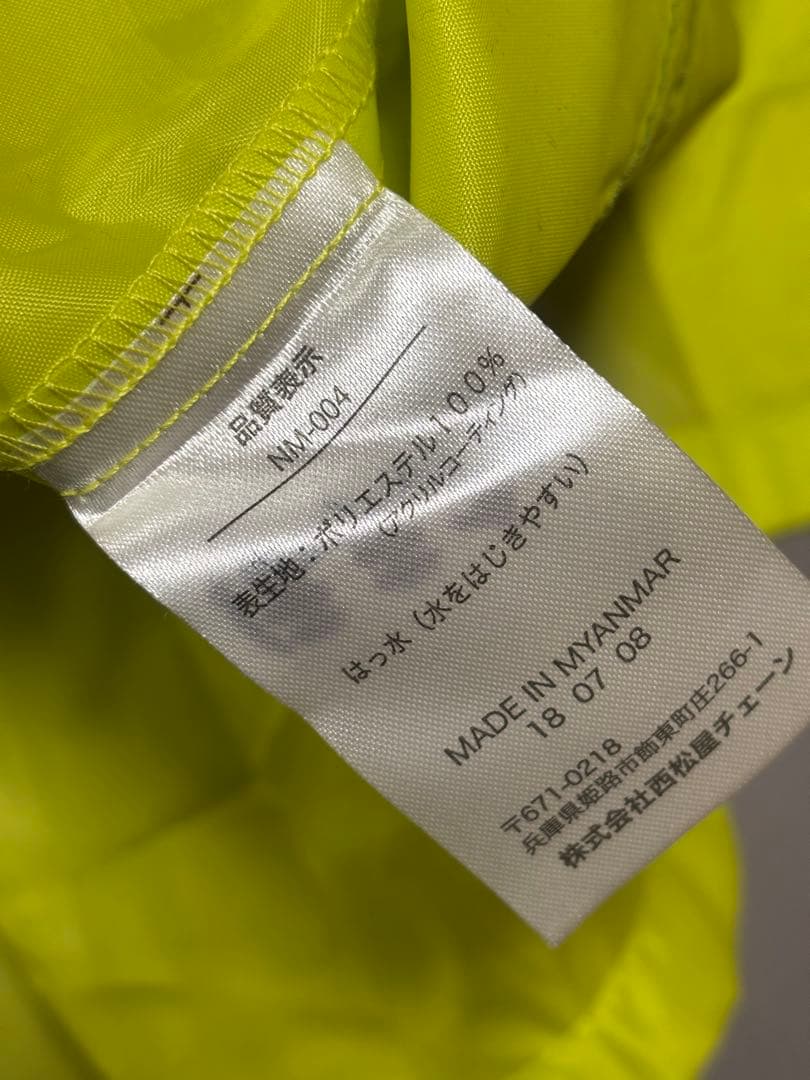 品質表示
NM-004
表生地：ポリエステル１００％
（アクリルコーティング）
はっ水（水をはじきやすい）
MADE IN MYANMAR
18 07 08
〒671-0218
兵庫県姫路市飾東町庄266-1
株式会社西松屋チェーン